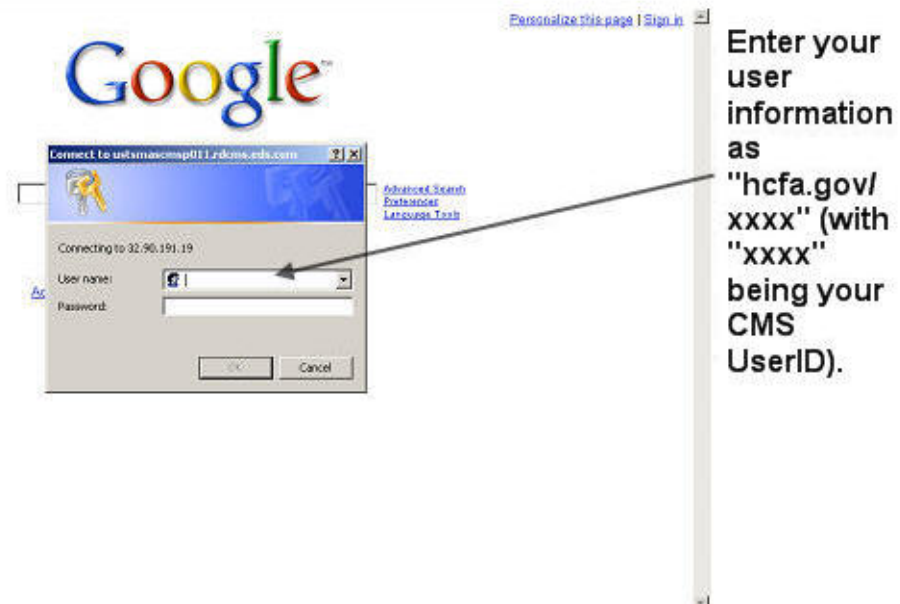 Personalize this page | Sign in
Google™
Connect to ustsmascmsp011.rdcms.eds.com
Advanced Search
Preferences
Language Tools
Connecting to 32.90.191.19
User name:
Password:
OK
Cancel
Enter your
user
information
as
"hcfa.gov/
xxxx" (with
"xxxx"
being your
CMS
UserID).